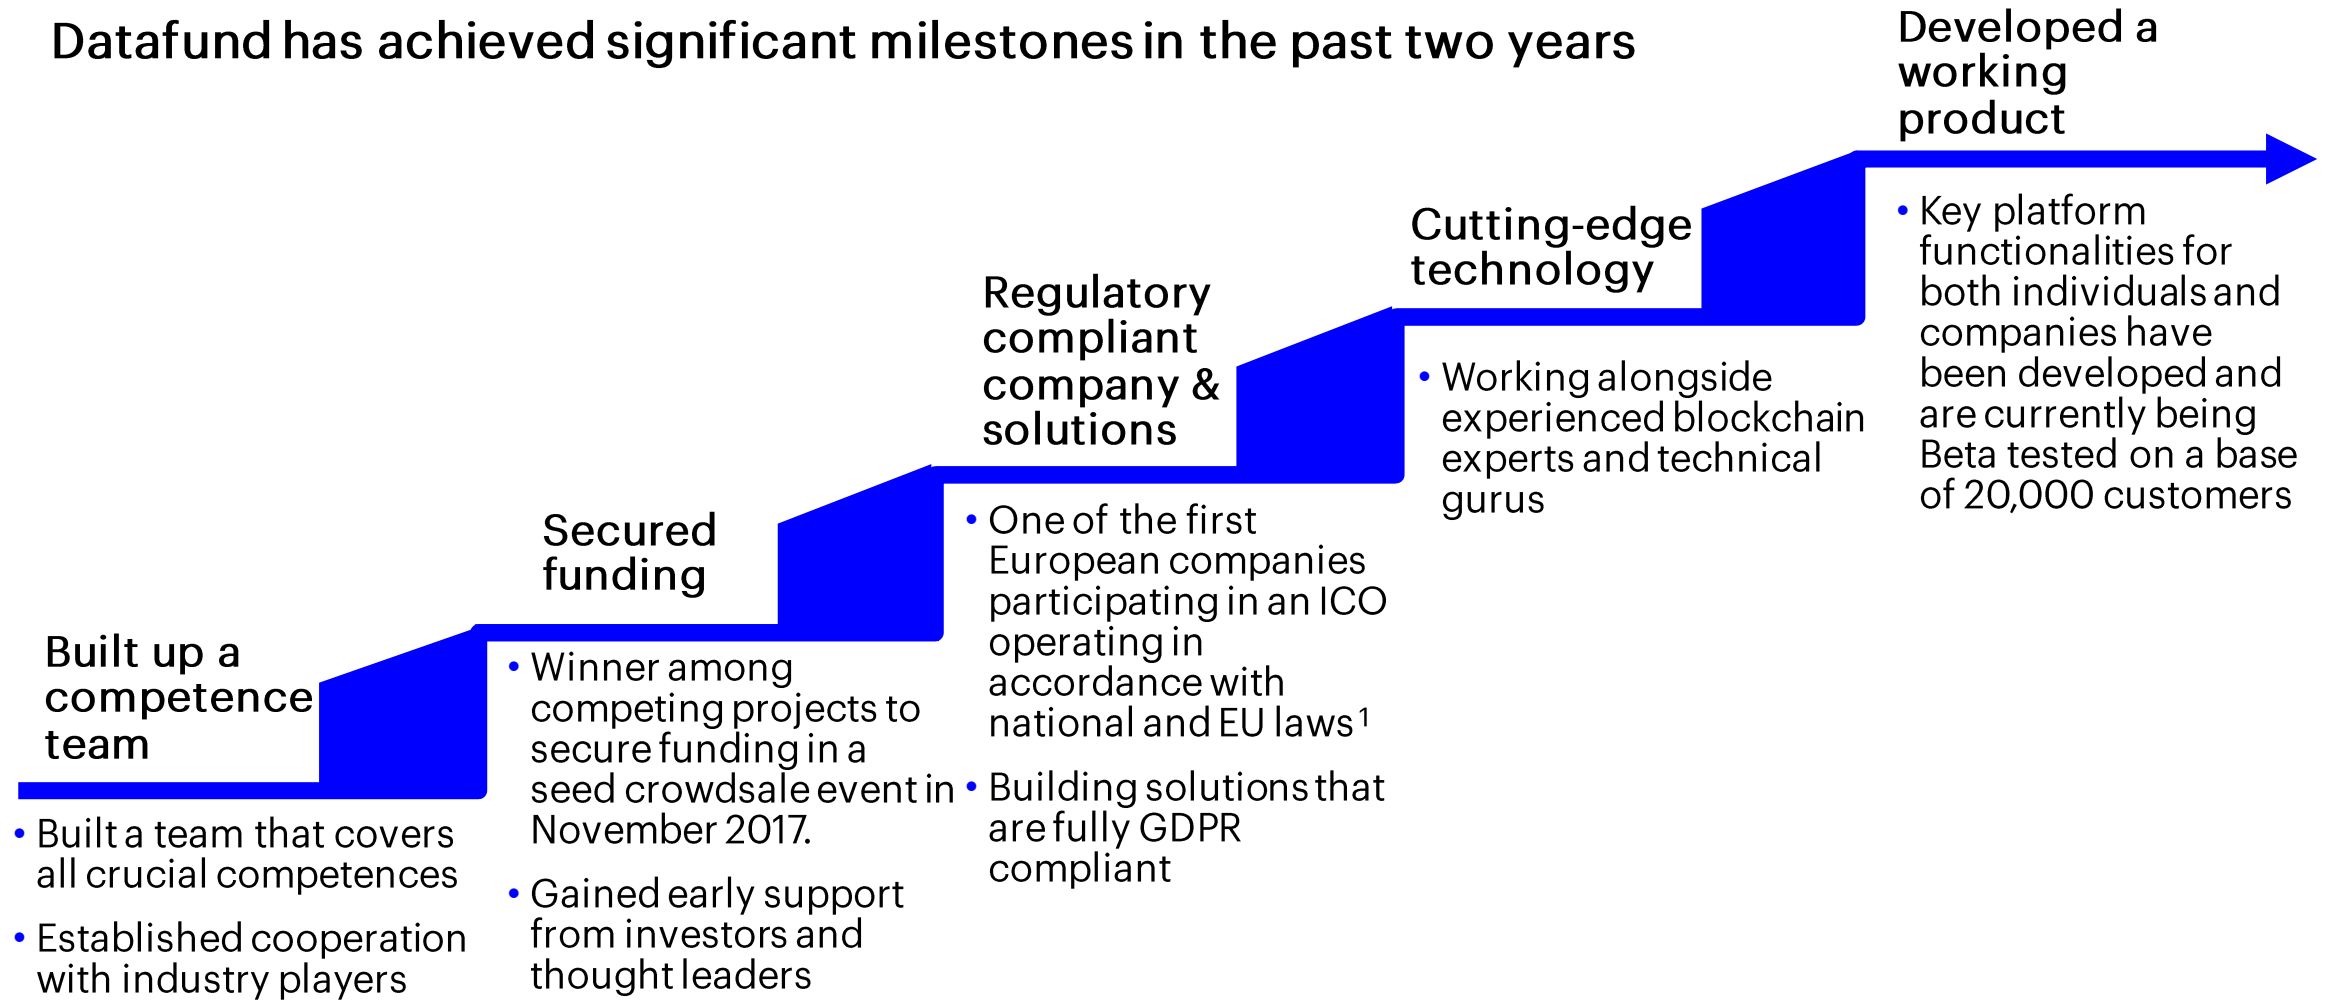 Datafund has achieved significant milestones in the past two years
Built up a
competence
team
• Built a team that covers
all crucial competences
• Established cooperation
with industry players
Secured
funding
• Winner among
competing projects to
secure funding in a
seed crowdsale event in
November 2017.
• Gained early support
from investors and
thought leaders
Regulatory
compliant
company &
solutions
• One of the first
European companies
participating in an ICO
operating in
accordance with
national and EU laws¹
• Building solutions that
are fully GDPR
compliant
Cutting-edge
technology
• Working alongside
experienced blockchain
experts and technical
gurus
Developed a
working
product
• Key platform
functionalities for
both individuals and
companies have
been developed and
are currently being
Beta tested on a base
of 20,000 customers